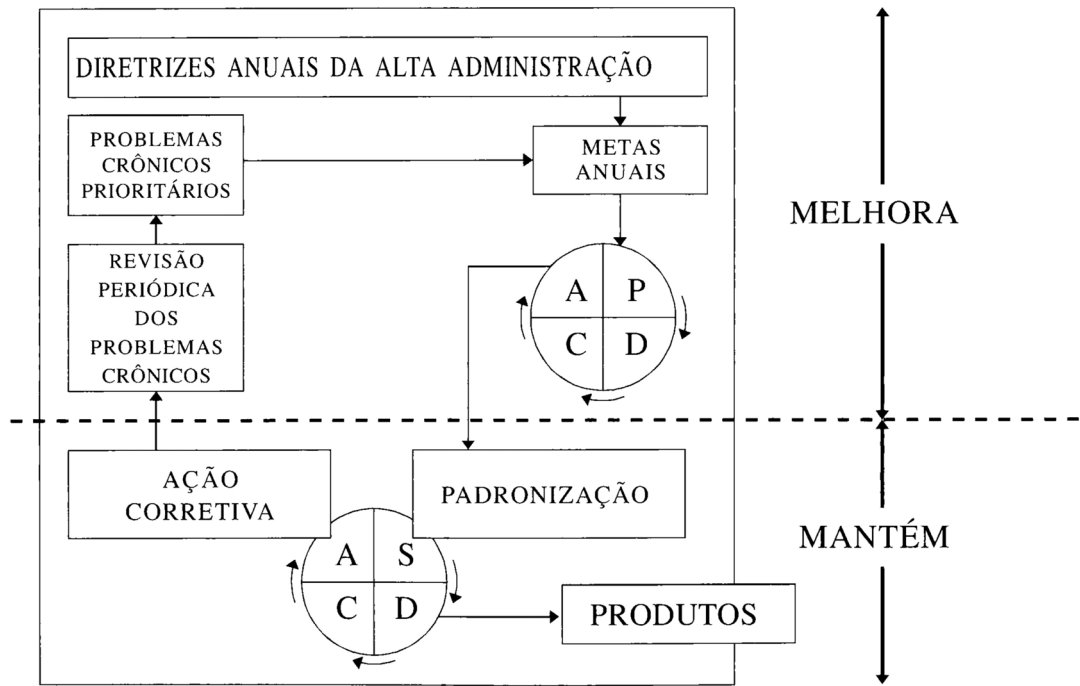 DIRETRIZES ANUAIS DA ALTA ADMINISTRAÇÃO
PROBLEMAS
CRÔNICOS
PRIORITÁRIOS
METAS
ANUAIS
MELHORA
REVISÃO
PERIÓDICA
DOS
PROBLEMAS
CRÔNICOS
A P
C D
AÇÃO
CORRETIVA
PADRONIZAÇÃO
MANTÉM
A S
C D
PRODUTOS